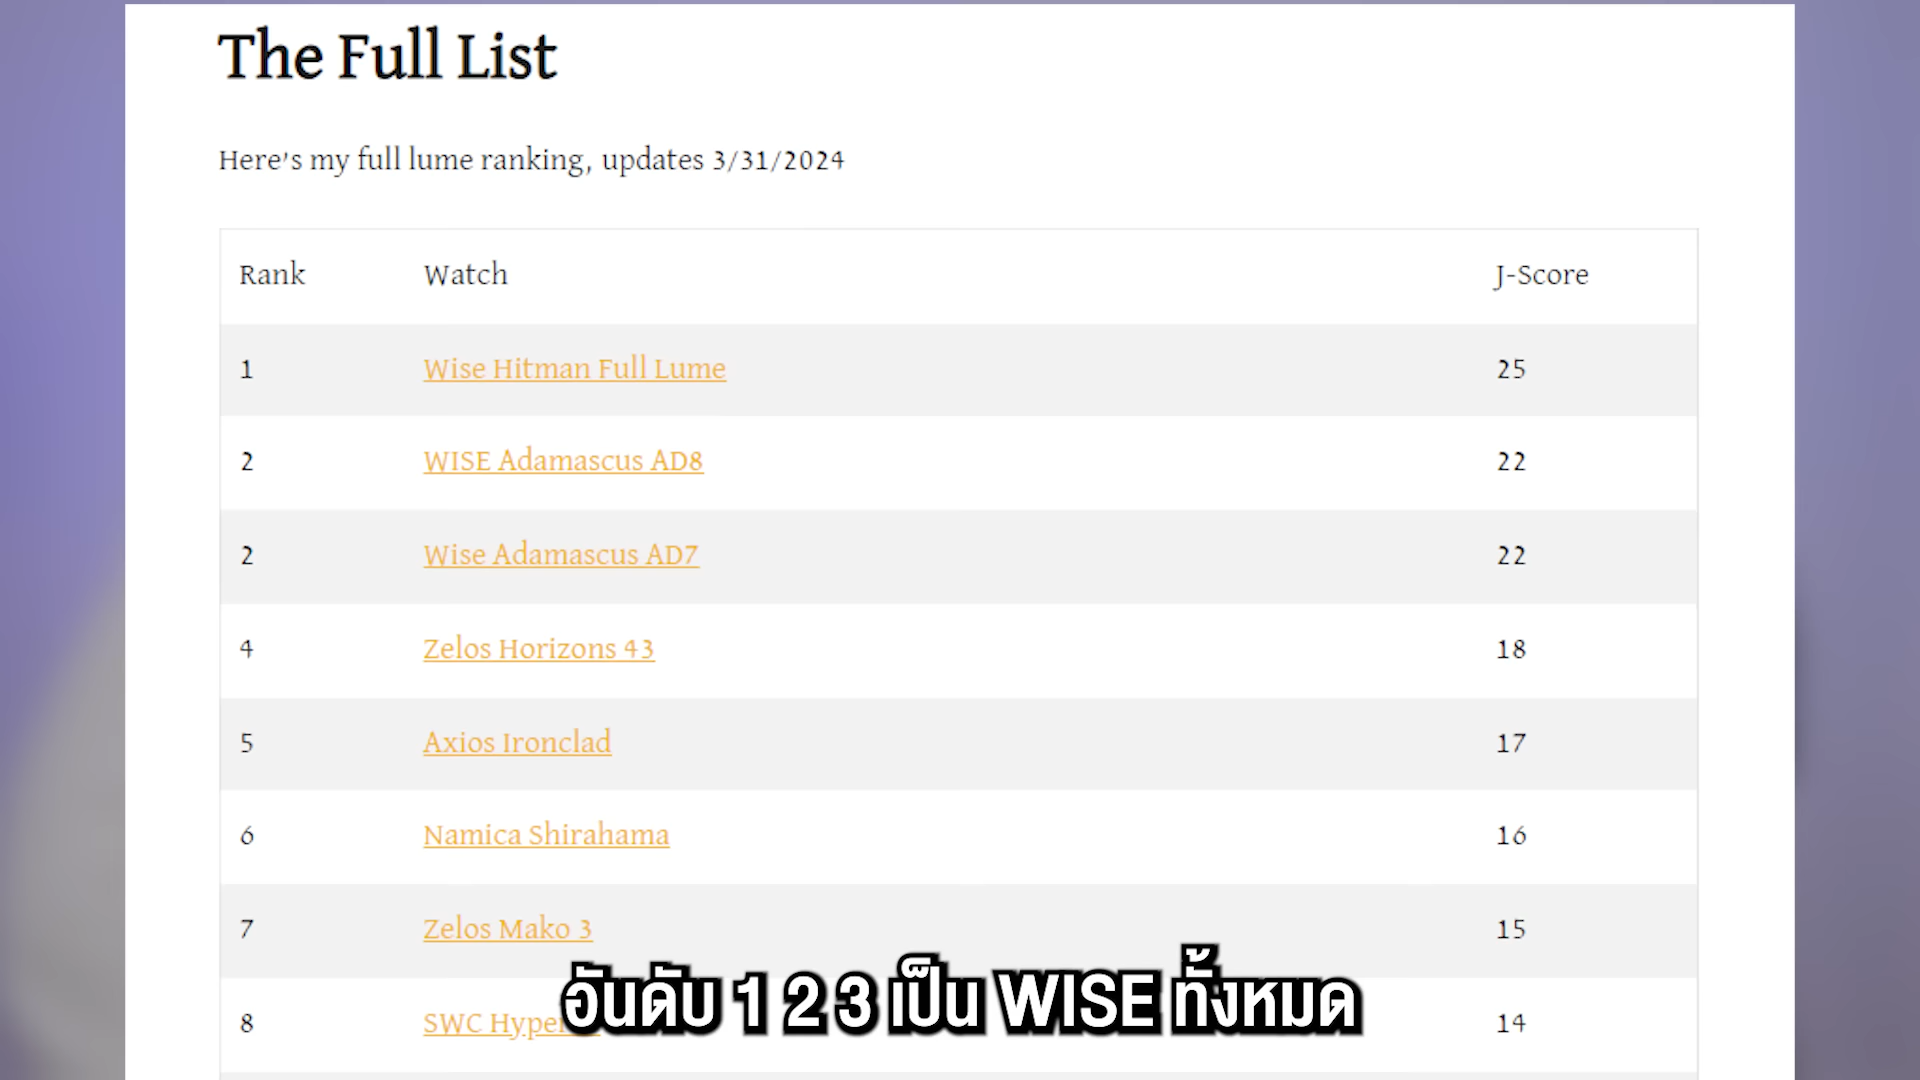 The Full List
Here's my full lume ranking, updates 3/31/2024
Rank Watch J-Score
1 Wise Hitman Full Lume 25
2 WISE Adamascus AD8 22
2 Wise Adamascus AD7 22
4 Zelos Horizons 43 18
5 Axios Ironclad 17
6 Namica Shirahama 16
7 Zelos Mako 3 15
8 SWC 14
อันดับ 1 2 3 เป็น WISE ทั้งหมด